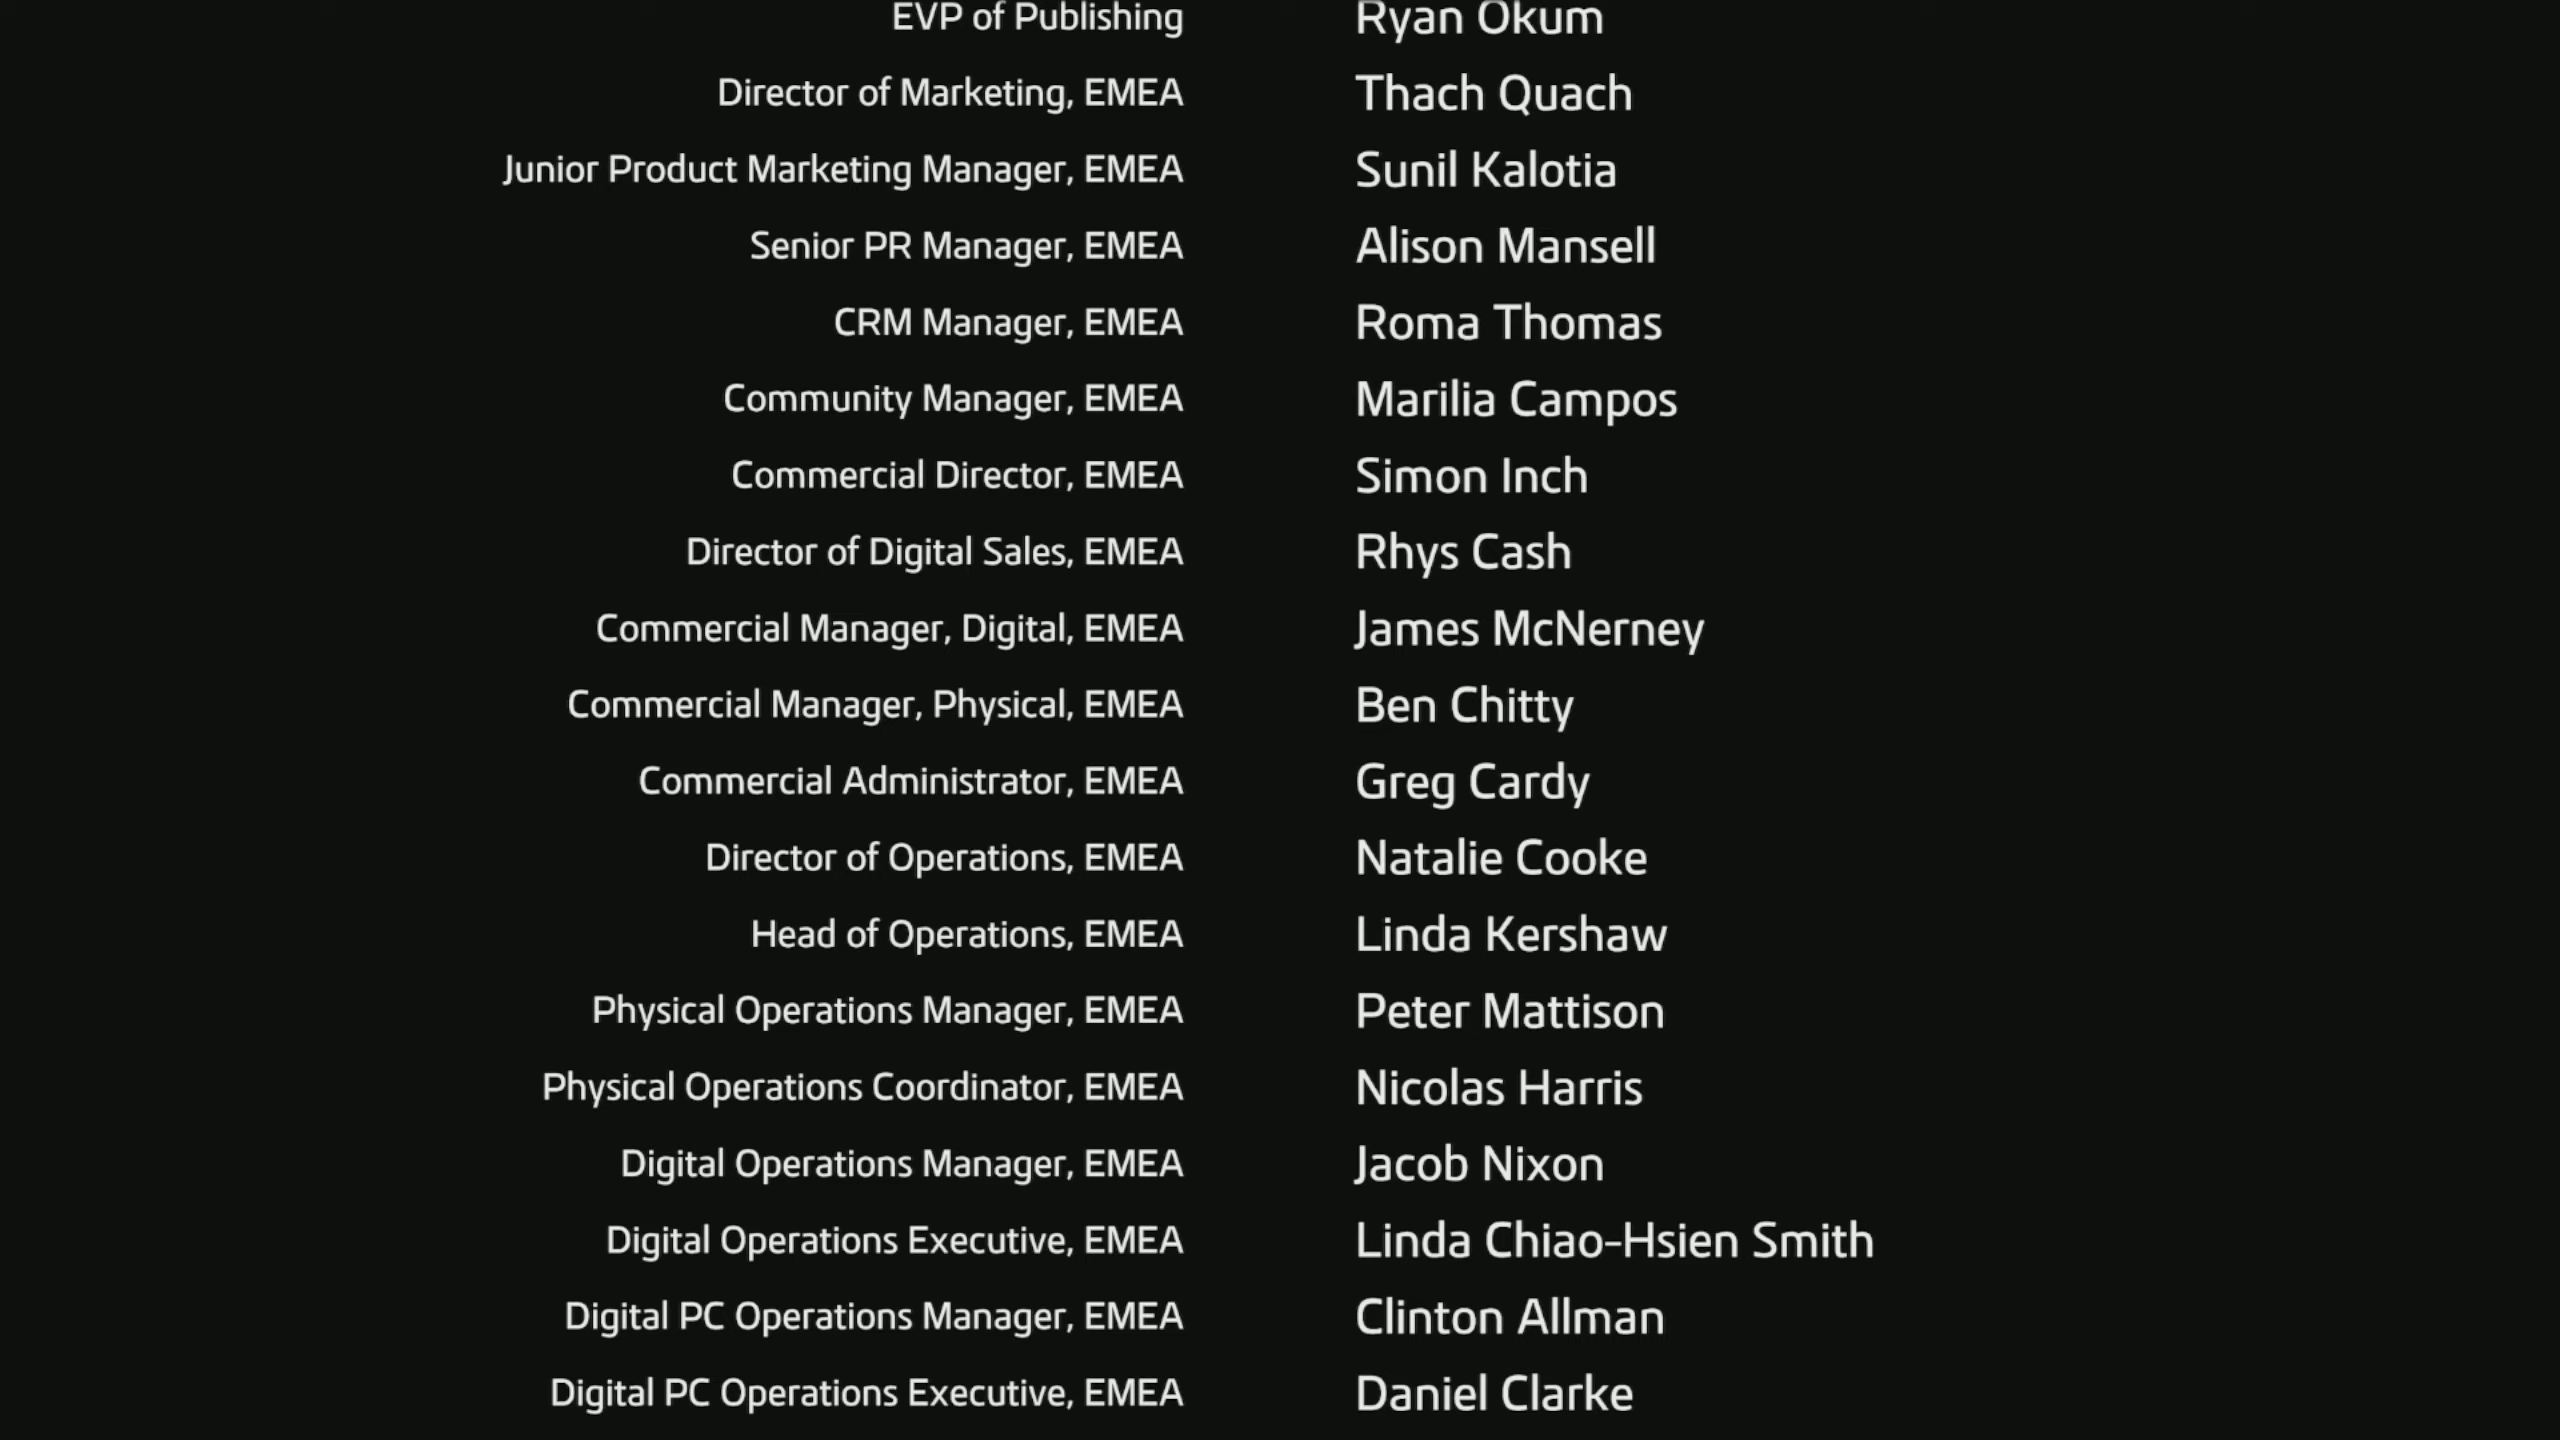 EVP of Publishing Ryan Okum
Director of Marketing, EMEA Thach Quach
Junior Product Marketing Manager, EMEA Sunil Kalotia
Senior PR Manager, EMEA Alison Mansell
CRM Manager, EMEA Roma Thomas
Community Manager, EMEA Marilia Campos
Commercial Director, EMEA Simon Inch
Director of Digital Sales, EMEA Rhys Cash
Commercial Manager, Digital, EMEA James McNerney
Commercial Manager, Physical, EMEA Ben Chitty
Commercial Administrator, EMEA Greg Cardy
Director of Operations, EMEA Natalie Cooke
Head of Operations, EMEA Linda Kershaw
Physical Operations Manager, EMEA Peter Mattison
Physical Operations Coordinator, EMEA Nicolas Harris
Digital Operations Manager, EMEA Jacob Nixon
Digital Operations Executive, EMEA Linda Chiao-Hsien Smith
Digital PC Operations Manager, EMEA Clinton Allman
Digital PC Operations Executive, EMEA Daniel Clarke